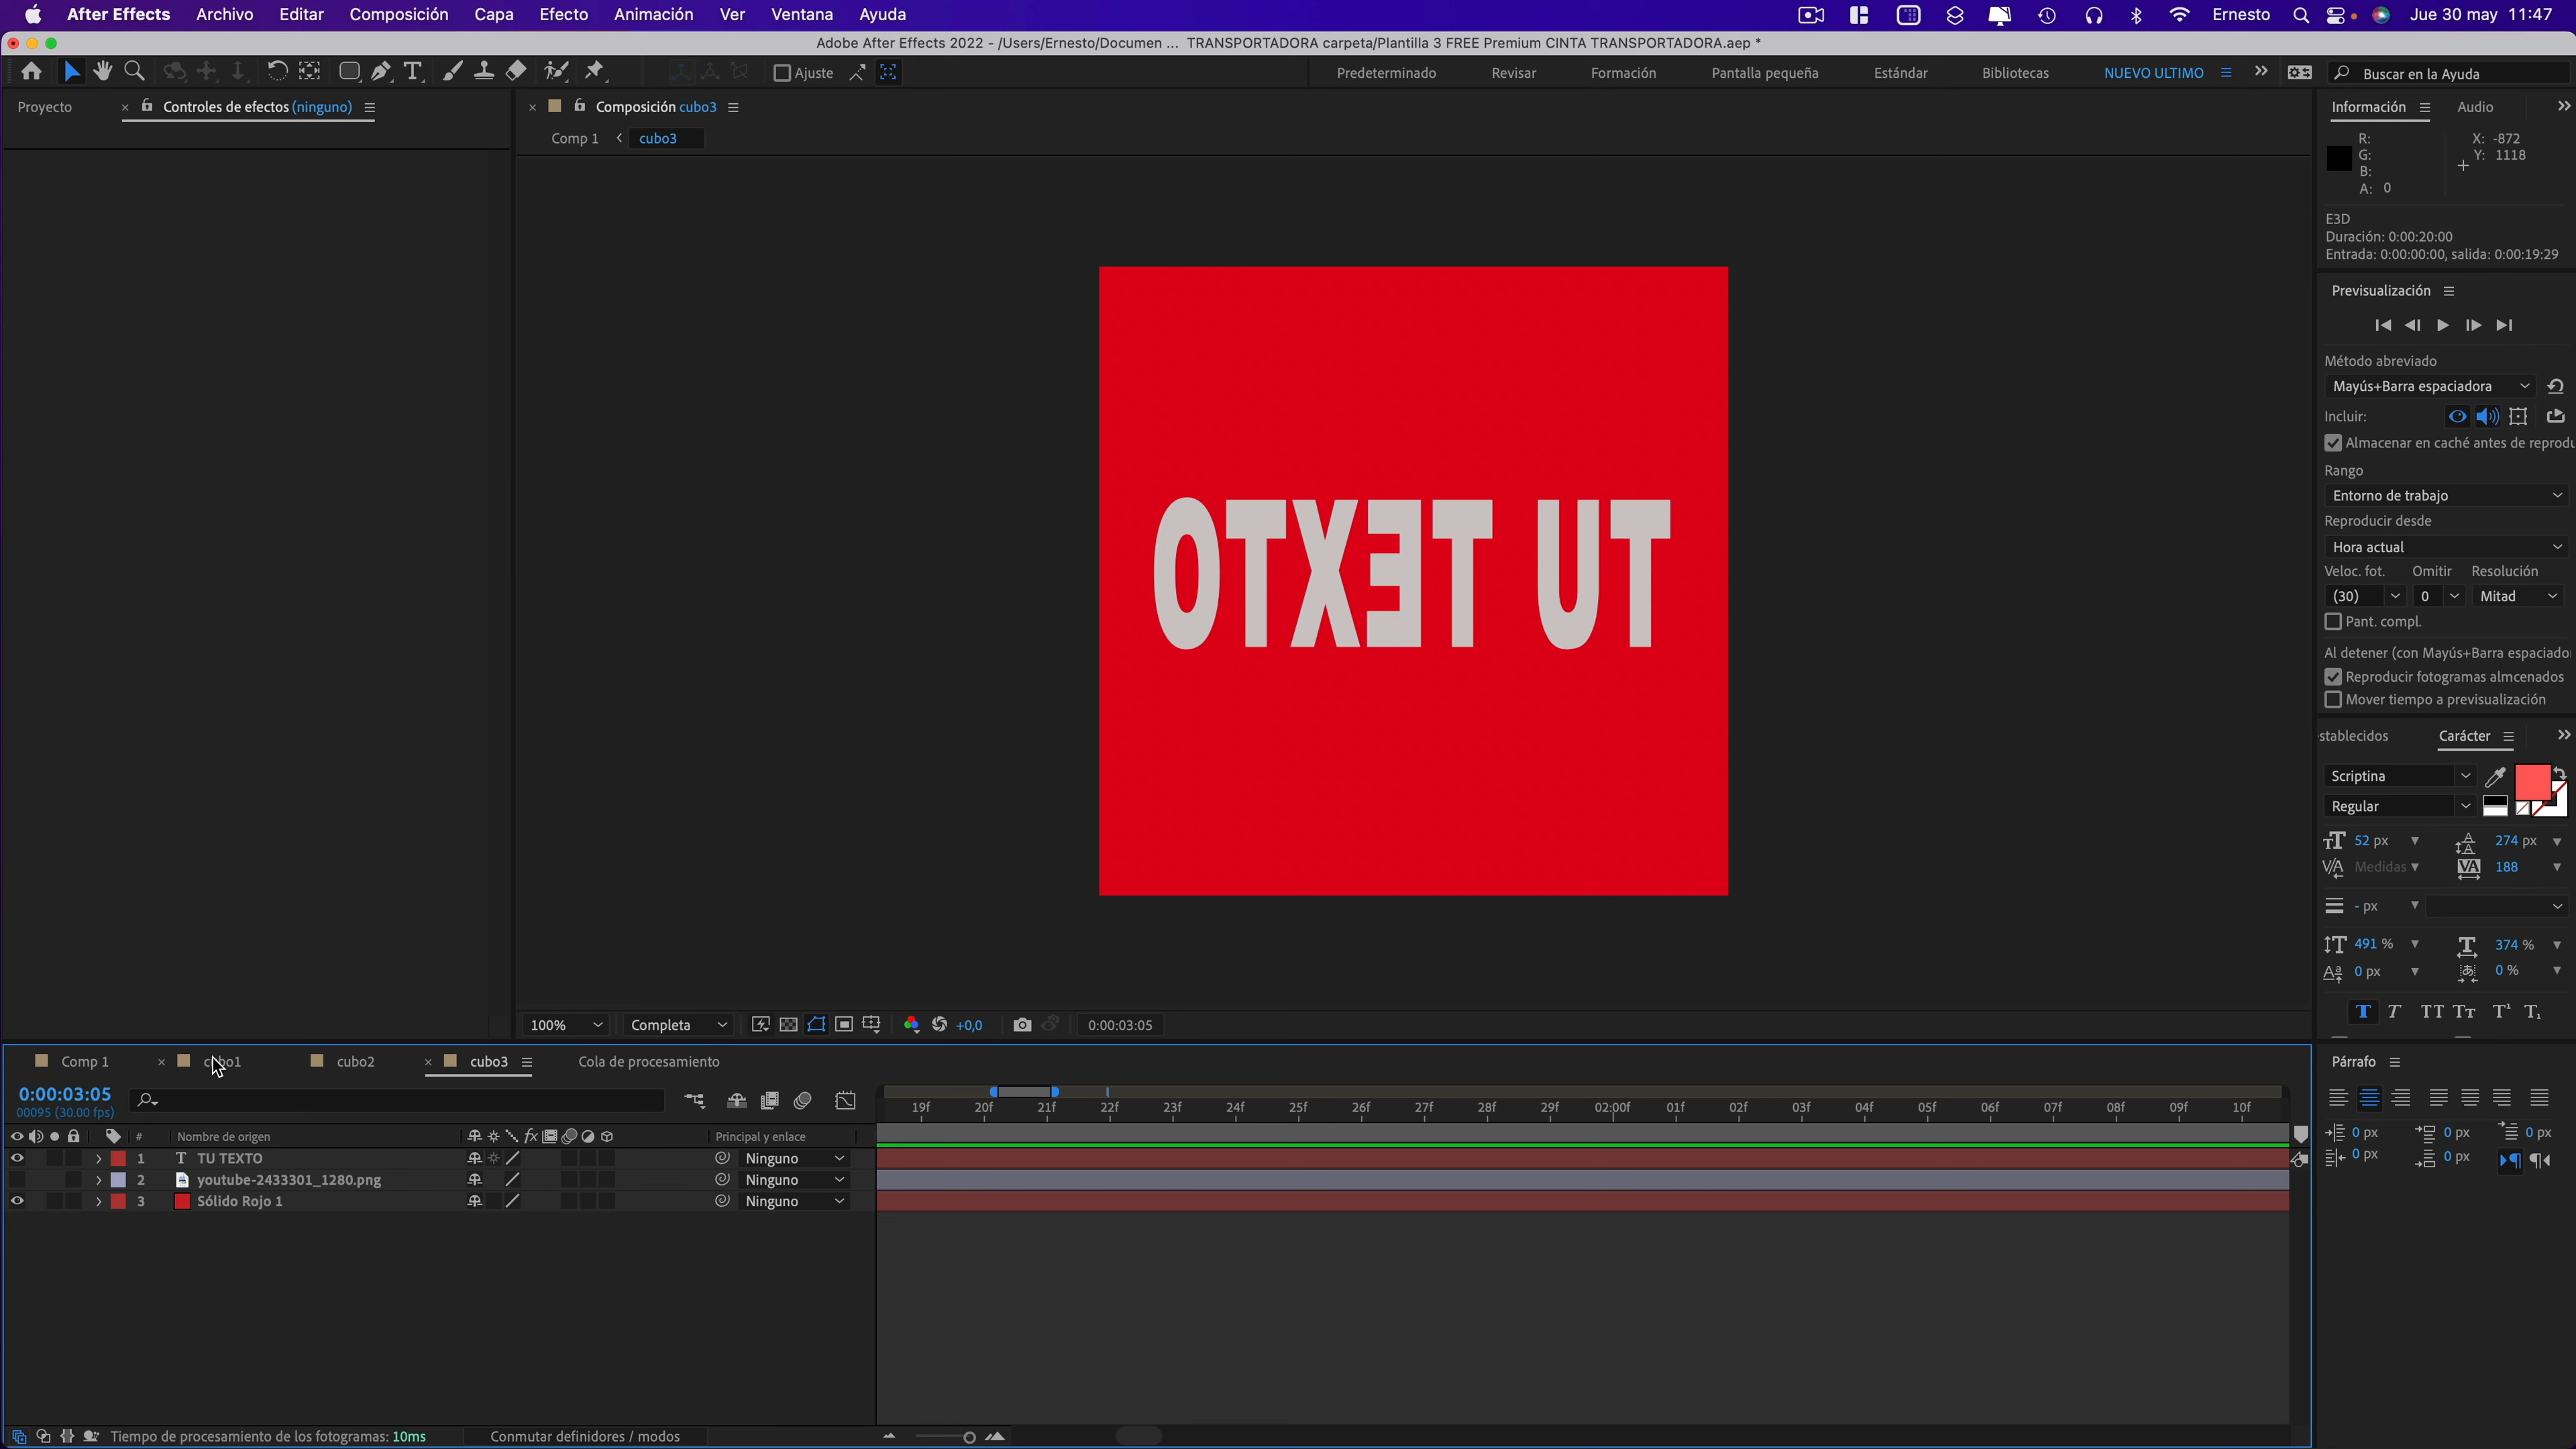 After Effects Archivo Editar Composición Capa Efecto Animación Ver Ventana Ayuda Ernesto Jue 30 may 11:47
Adobe After Effects 2022 - /Users/Ernesto/Documen ... TRANSPORTADORA carpeta/Plantilla 3 FREE Premium CINTA TRANSPORTADORA.aep *
Ajuste Predeterminado Revisar Formación Pantalla pequeña Estándar Bibliotecas NUEVO ULTIMO Buscar en la Ayuda
Proyecto Controles de efectos (ninguno) Composición cubo3 Información Audio
Comp 1 cubo3
R:
G:
B:
A: 0
X: -872
Y: 1118
E3D
Duración: 0:00:20:00
Entrada: 0:00:00:00, salida: 0:00:19:29
Previsualización
Método abreviado
Mayús+Barra espaciadora
Incluir:
Almacenar en caché antes de reprodu
Rango
Entorno de trabajo
Reproducir desde
Hora actual
Veloc. fot. Omitir Resolución
(30) 0 Mitad
Pant. compl.
Al detener (con Mayús+Barra espaciado
Reproducir fotogramas almcenados
Mover tiempo a previsualización
TU TEXTO
stablecidos Carácter
Scriptina
Regular
52 px 274 px
Medidas 188
- px
491 % 374 %
0 px 0 %
100% Completa +0,0 0:00:03:05
Comp 1 cubo1 cubo2 cubo3 Cola de procesamiento
Párrafo
0:00:03:05
00095 (30.00 fps)
19f 20f 21f 22f 23f 24f 25f 26f 27f 28f 29f 02:00f 01f 02f 03f 04f 05f 06f 07f 08f 09f 10f
# Nombre de origen fx Principal y enlace
1 TU TEXTO Ninguno
2 youtube-2433301_1280.png Ninguno
3 Sólido Rojo 1 Ninguno
0 px 0 px 0 px
0 px 0 px
Tiempo de procesamiento de los fotogramas: 10ms Conmutar definidores / modos